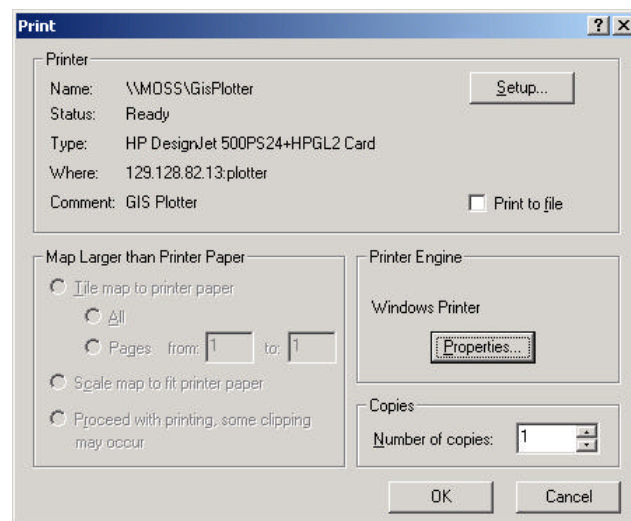 Print
Printer
Name: \\MOSS\GisPlotter
Setup...
Status: Ready
Type: HP DesignJet 500PS24+HPGL2 Card
Where: 129.128.82.13:plotter
Comment: GIS Plotter
Print to file
Map Larger than Printer Paper
Tile map to printer paper
All
Pages from: 1 to: 1
Scale map to fit printer paper
Proceed with printing, some clipping
may occur
Printer Engine
Windows Printer
Properties...
Copies
Number of copies: 1
OK Cancel